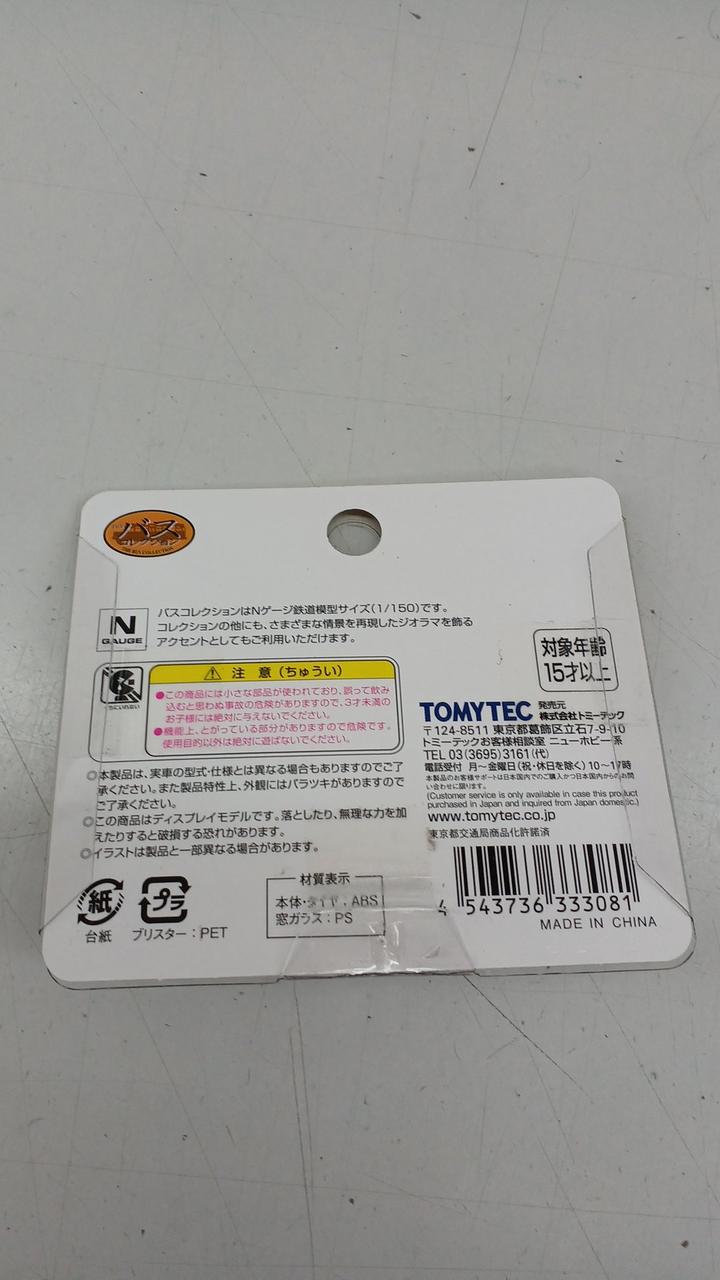 バス
コレクション
THE BUS COLLECTION
N
GAUGE
バスコレクションはNゲージ鉄道模型サイズ(1/150)です。
コレクションの他にも、さまざまな情景を再現したジオラマを飾る
アクセントとしてもご利用いただけます。
対象年齢
15才以上
注 意(ちゅうい)
●この商品には小さな部品が使われており、誤って飲み
込むと思わぬ事故の危険がありますので、3才未満の
お子様には絶対に与えないでください。
●機能上、とがっている部分がありますので危険です。
使用目的以外は絶対に遊ばないでください。
◎本製品は、実車の型式・仕様とは異なる場合もありますのでご了
承ください。また製品特性上、外観にはバラツキがありますので
ご了承ください。
◎この商品はディスプレイモデルです。落としたり、無理な力を加
えたりすると破損する恐れがあります。
◎イラストは製品と一部異なる場合があります。
TOMYTEC 発売元
株式会社トミーテック
〒124-8511 東京都葛飾区立石7-9-10
トミーテックお客様相談室 ニューホビー係
TEL 03(3695)3161(代)
電話受付 月~金曜日(祝・休日を除く)10~17時
本製品のお客様サポートは日本国内でのご購入かつ日本国内からのお問
い合わせに限ります。
(Customer service is only available in case this product
purchased in Japan and inquired from Japan domestic.)
www.tomytec.co.jp
東京都交通局商品化許諾済
紙
台紙
プラ
ブリスター:PET
材質表示
本体・タイヤ:ABS
窓ガラス:PS
4 543736 333081
MADE IN CHINA